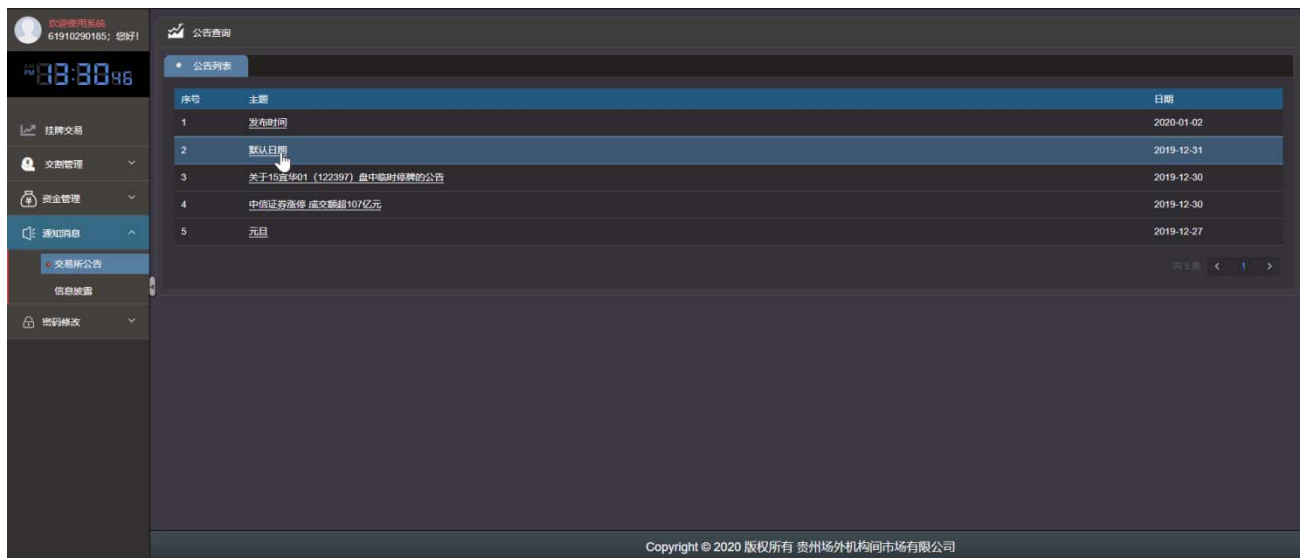 欢迎使用系统
61910290185; 您好!
AM
PM 13:30 46
挂牌交易
交割管理
资金管理
通知消息
交易所公告
信息披露
密码修改
公告查询
公告列表
序号 主题 日期
1 发布时间 2020-01-02
2 默认日期 2019-12-31
3 关于15宜华01（122397）盘中临时停牌的公告 2019-12-30
4 中信证券涨停 成交额超107亿元 2019-12-30
5 元旦 2019-12-27
共 5 条 < 1 >
Copyright © 2020 版权所有 贵州场外机构间市场有限公司